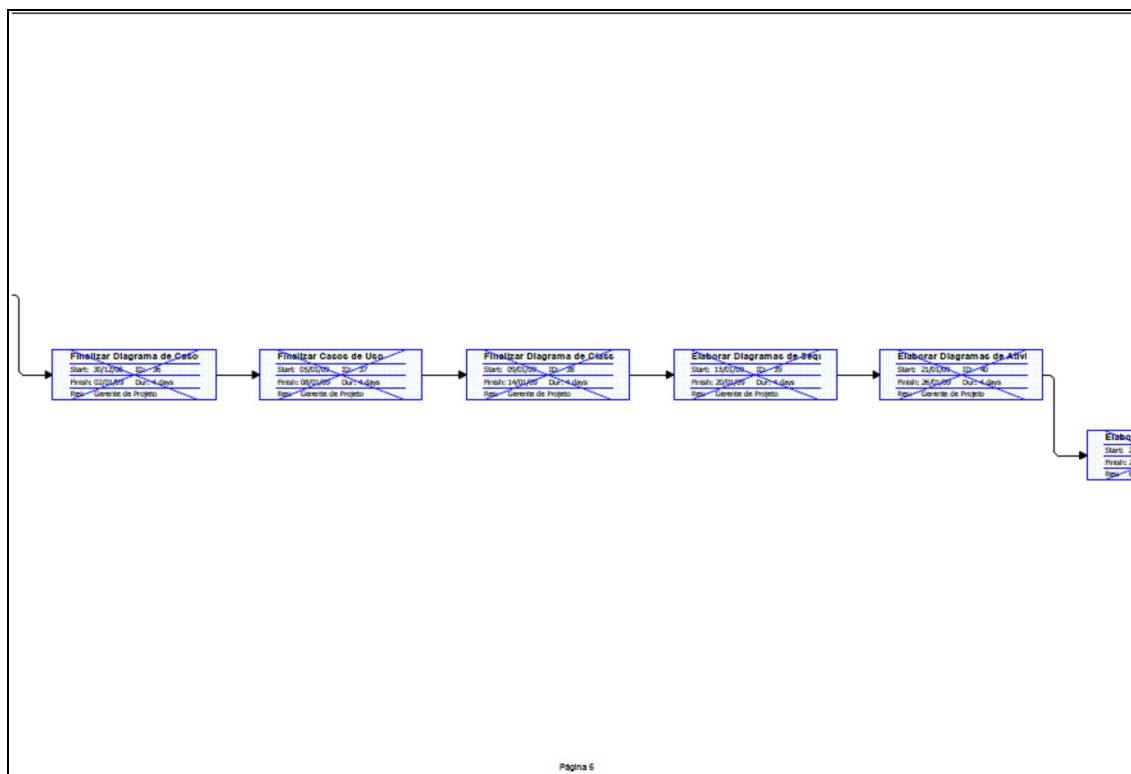 Finalizar Diagrama de Caso
Start: 30/12/08 ID: 36
Finish: 02/01/09 Dur: 4 days
Res: Gerente de Projeto
Finalizar Casos de Uso
Start: 05/01/09 ID: 37
Finish: 08/01/09 Dur: 4 days
Res: Gerente de Projeto
Finalizar Diagrama de Class
Start: 09/01/09 ID: 38
Finish: 14/01/09 Dur: 4 days
Res: Gerente de Projeto
Elaborar Diagramas de Sequ
Start: 15/01/09 ID: 39
Finish: 20/01/09 Dur: 4 days
Res: Gerente de Projeto
Elaborar Diagramas de Ativi
Start: 21/01/09 ID: 40
Finish: 26/01/09 Dur: 4 days
Res: Gerente de Projeto
Elabo
Start: 2
Finish: 2
Res:
Página 6